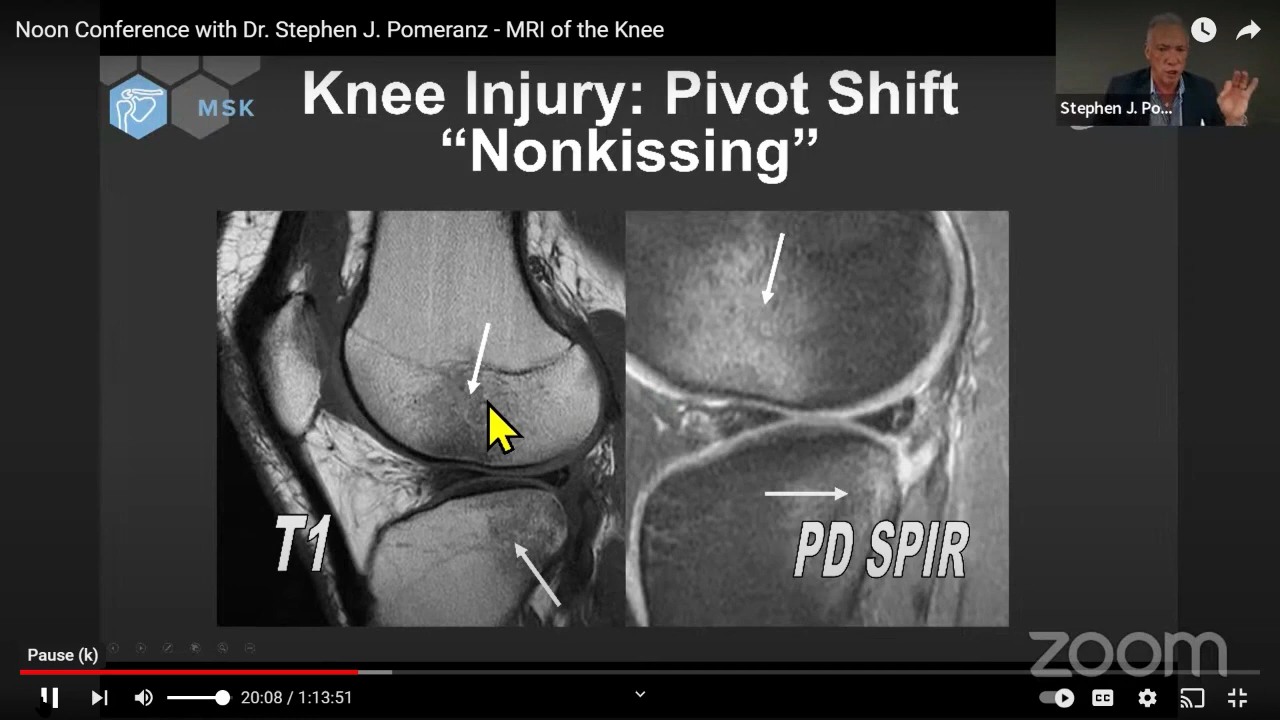 Noon Conference with Dr. Stephen J. Pomeranz - MRI of the Knee
Stephen J. Po...
MSK
Knee Injury: Pivot Shift
“Nonkissing”
T1
PD SPIR
zoom
Pause (k)
20:08 / 1:13:51
CC